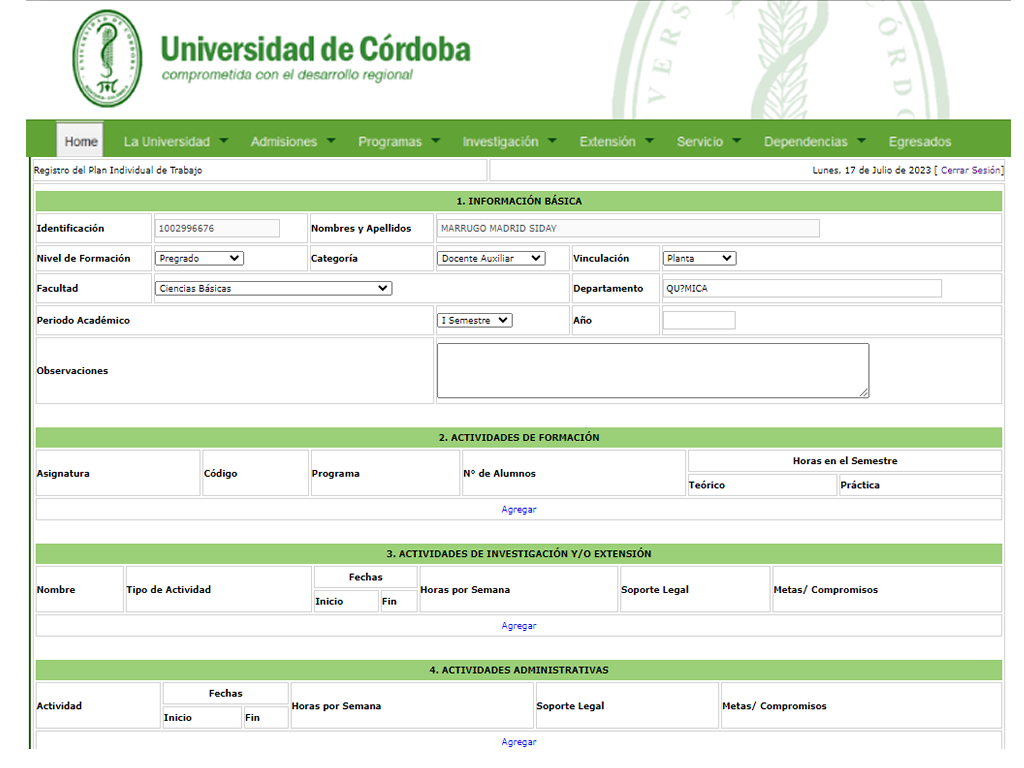 Universidad de Córdoba
comprometida con el desarrollo regional
Home La Universidad Admisiones Programas Investigación Extensión Servicio Dependencias Egresados
Registro del Plan Individual de Trabajo Lunes, 17 de Julio de 2023 [ Cerrar Sesión]
1. INFORMACIÓN BÁSICA
Identificación 1002996676 Nombres y Apellidos MARRUGO MADRID SIDAY
Nivel de Formación Pregrado Categoría Docente Auxiliar Vinculación Planta
Facultad Ciencias Básicas Departamento QU?MICA
Periodo Académico I Semestre Año
Observaciones
2. ACTIVIDADES DE FORMACIÓN
Asignatura Código Programa Nº de Alumnos Horas en el Semestre
Teórico Práctica
Agregar
3. ACTIVIDADES DE INVESTIGACIÓN Y/O EXTENSIÓN
Nombre Tipo de Actividad Fechas Horas por Semana Soporte Legal Metas/ Compromisos
Inicio Fin
Agregar
4. ACTIVIDADES ADMINISTRATIVAS
Actividad Fechas Horas por Semana Soporte Legal Metas/ Compromisos
Inicio Fin
Agregar